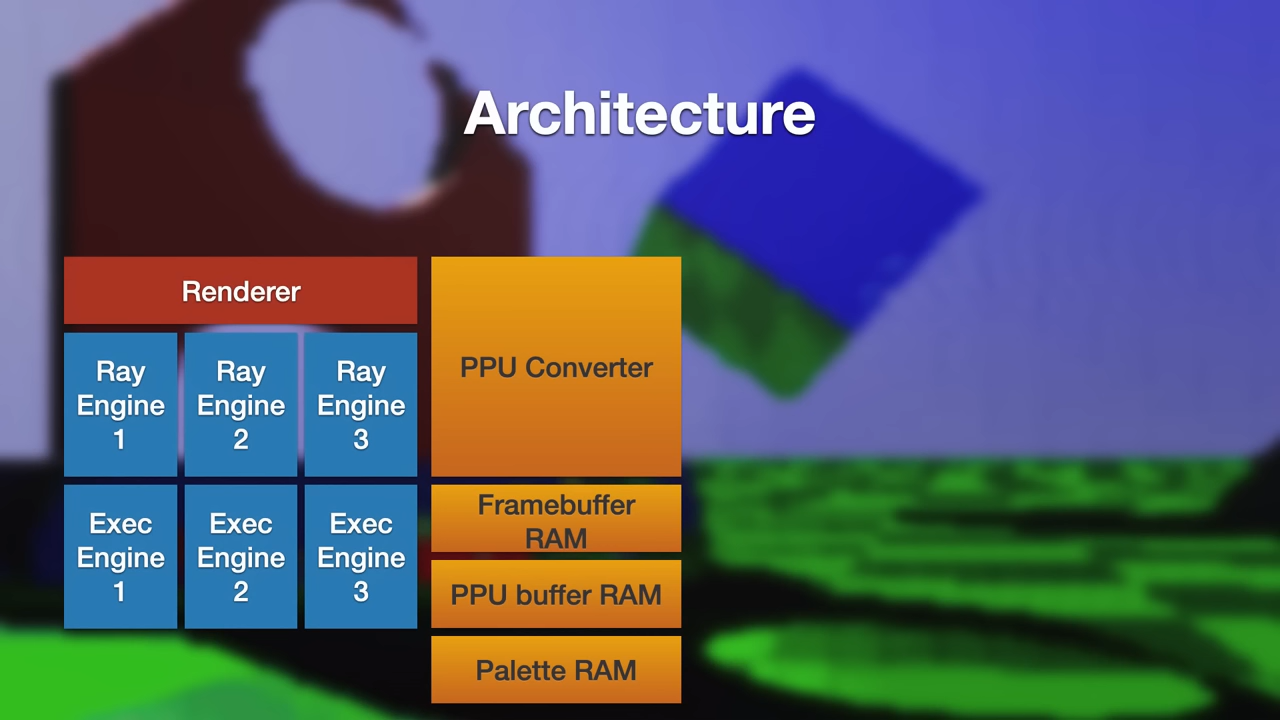 Architecture
Renderer
Ray
Engine
1
Ray
Engine
2
Ray
Engine
3
Exec
Engine
1
Exec
Engine
2
Exec
Engine
3
PPU Converter
Framebuffer
RAM
PPU buffer RAM
Palette RAM